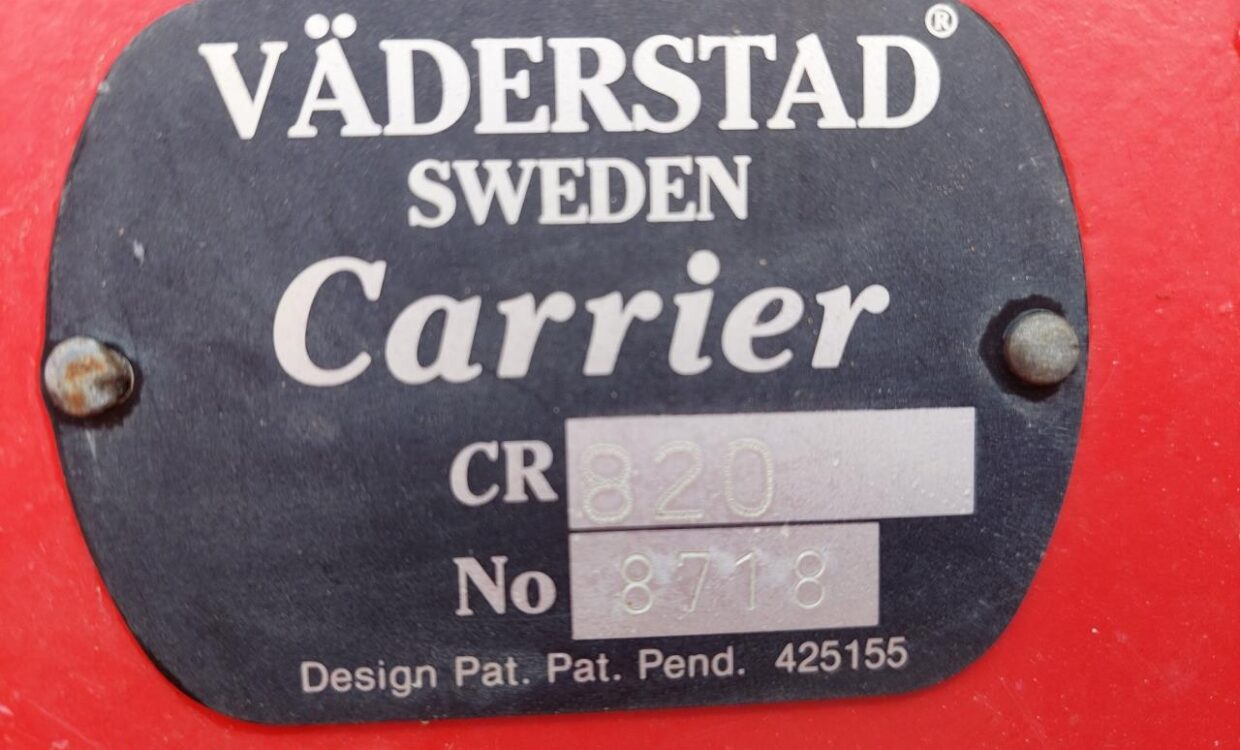 VÄDERSTAD®
SWEDEN
Carrier
CR 820
No 8718
Design Pat. Pat. Pend. 425155